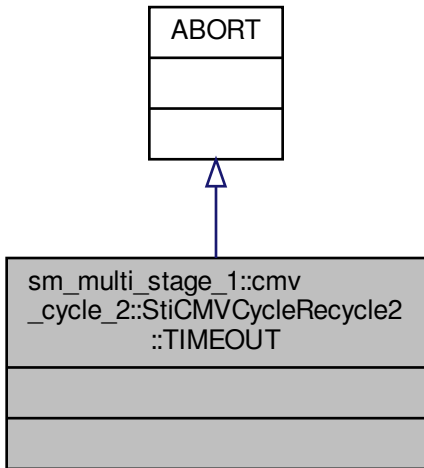 ABORT
sm_multi_stage_1::cmv
_cycle_2::StiCMVCycleRecycle2
::TIMEOUT